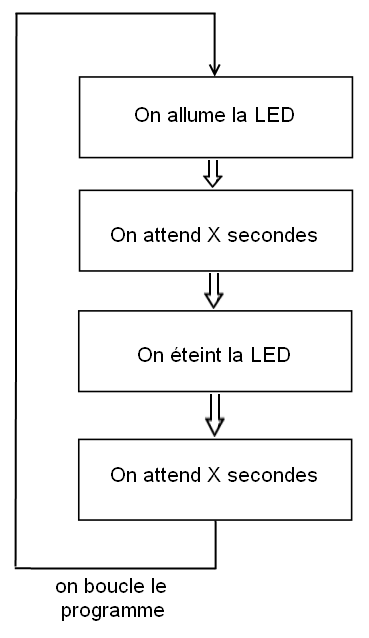 On allume la LED
On attend X secondes
On éteint la LED
On attend X secondes
on boucle le
programme